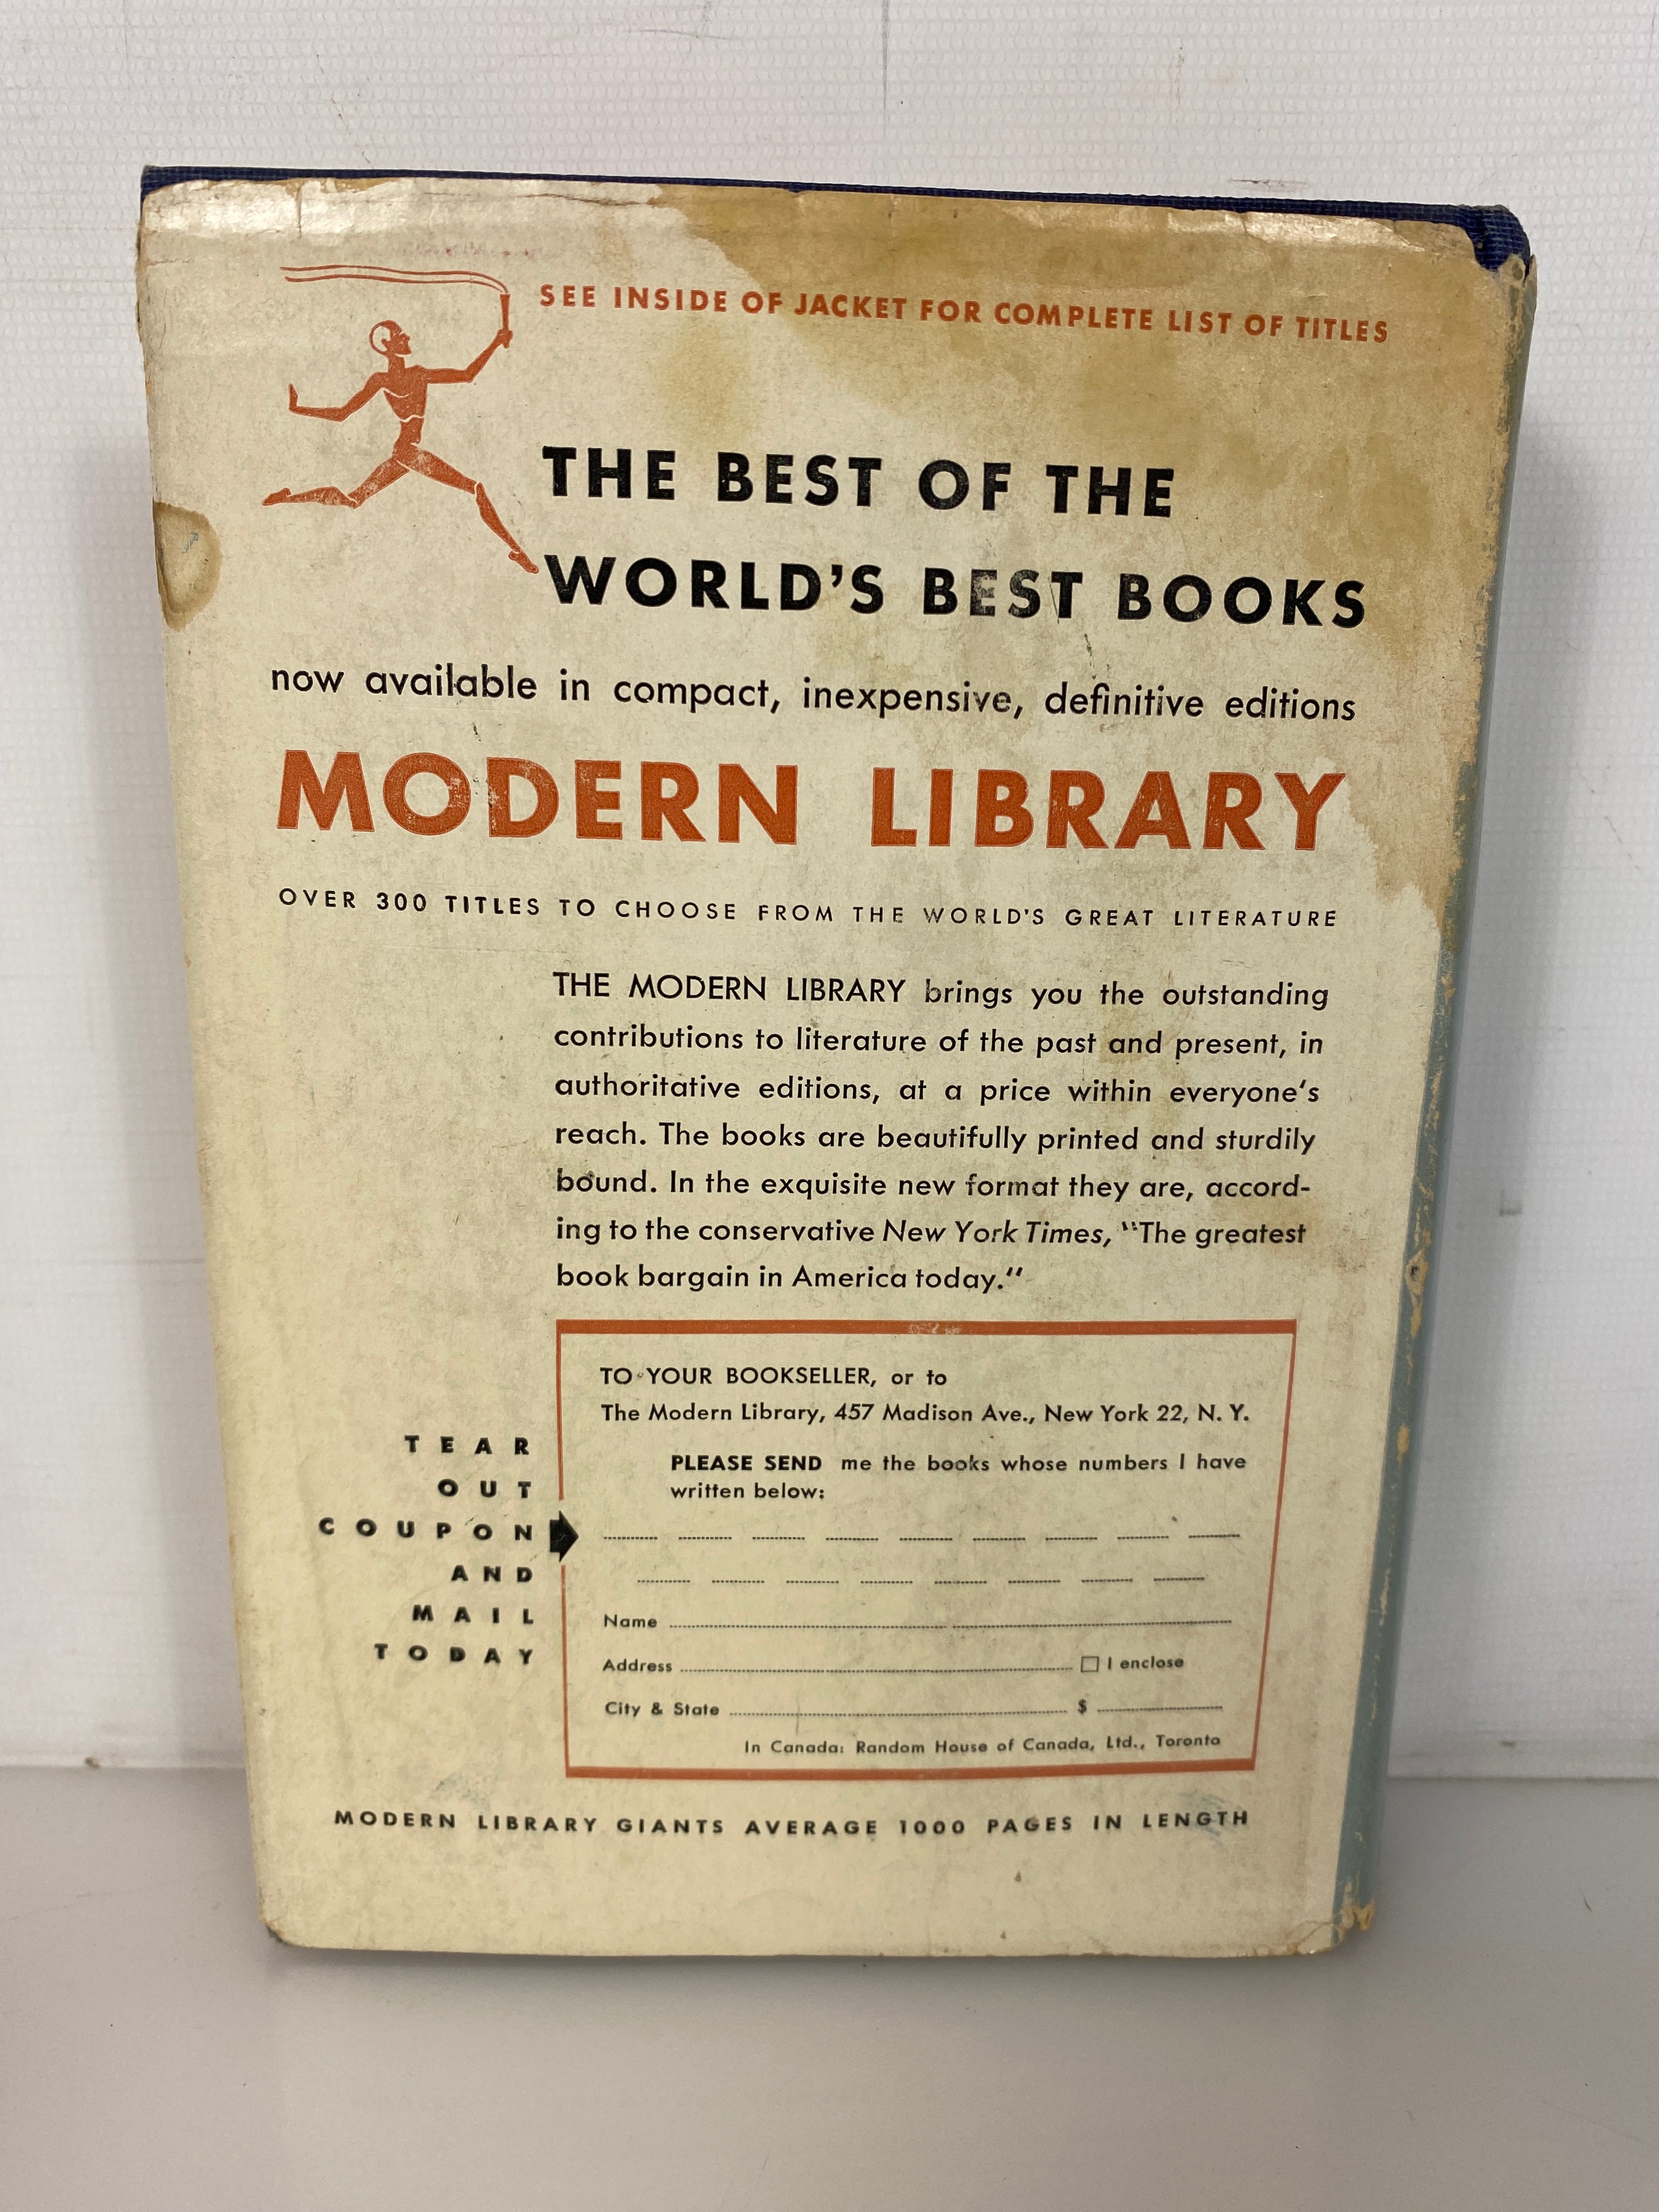 SEE INSIDE OF JACKET FOR COMPLETE LIST OF TITLES
THE BEST OF THE
WORLD'S BEST BOOKS
now available in compact, inexpensive, definitive editions
MODERN LIBRARY
OVER 300 TITLES TO CHOOSE FROM THE WORLD'S GREAT LITERATURE
THE MODERN LIBRARY brings you the outstanding
contributions to literature of the past and present, in
authoritative editions, at a price within everyone's
reach. The books are beautifully printed and sturdily
bound. In the exquisite new format they are, accord-
ing to the conservative New York Times, "The greatest
book bargain in America today."
TEAR
OUT
COUPON
AND
MAIL
TODAY
TO YOUR BOOKSELLER, or to
The Modern Library, 457 Madison Ave., New York 22, N. Y.
PLEASE SEND me the books whose numbers I have
written below:
Name
Address I enclose
City & State $
In Canada: Random House of Canada, Ltd., Toronto
MODERN LIBRARY GIANTS AVERAGE 1000 PAGES IN LENGTH